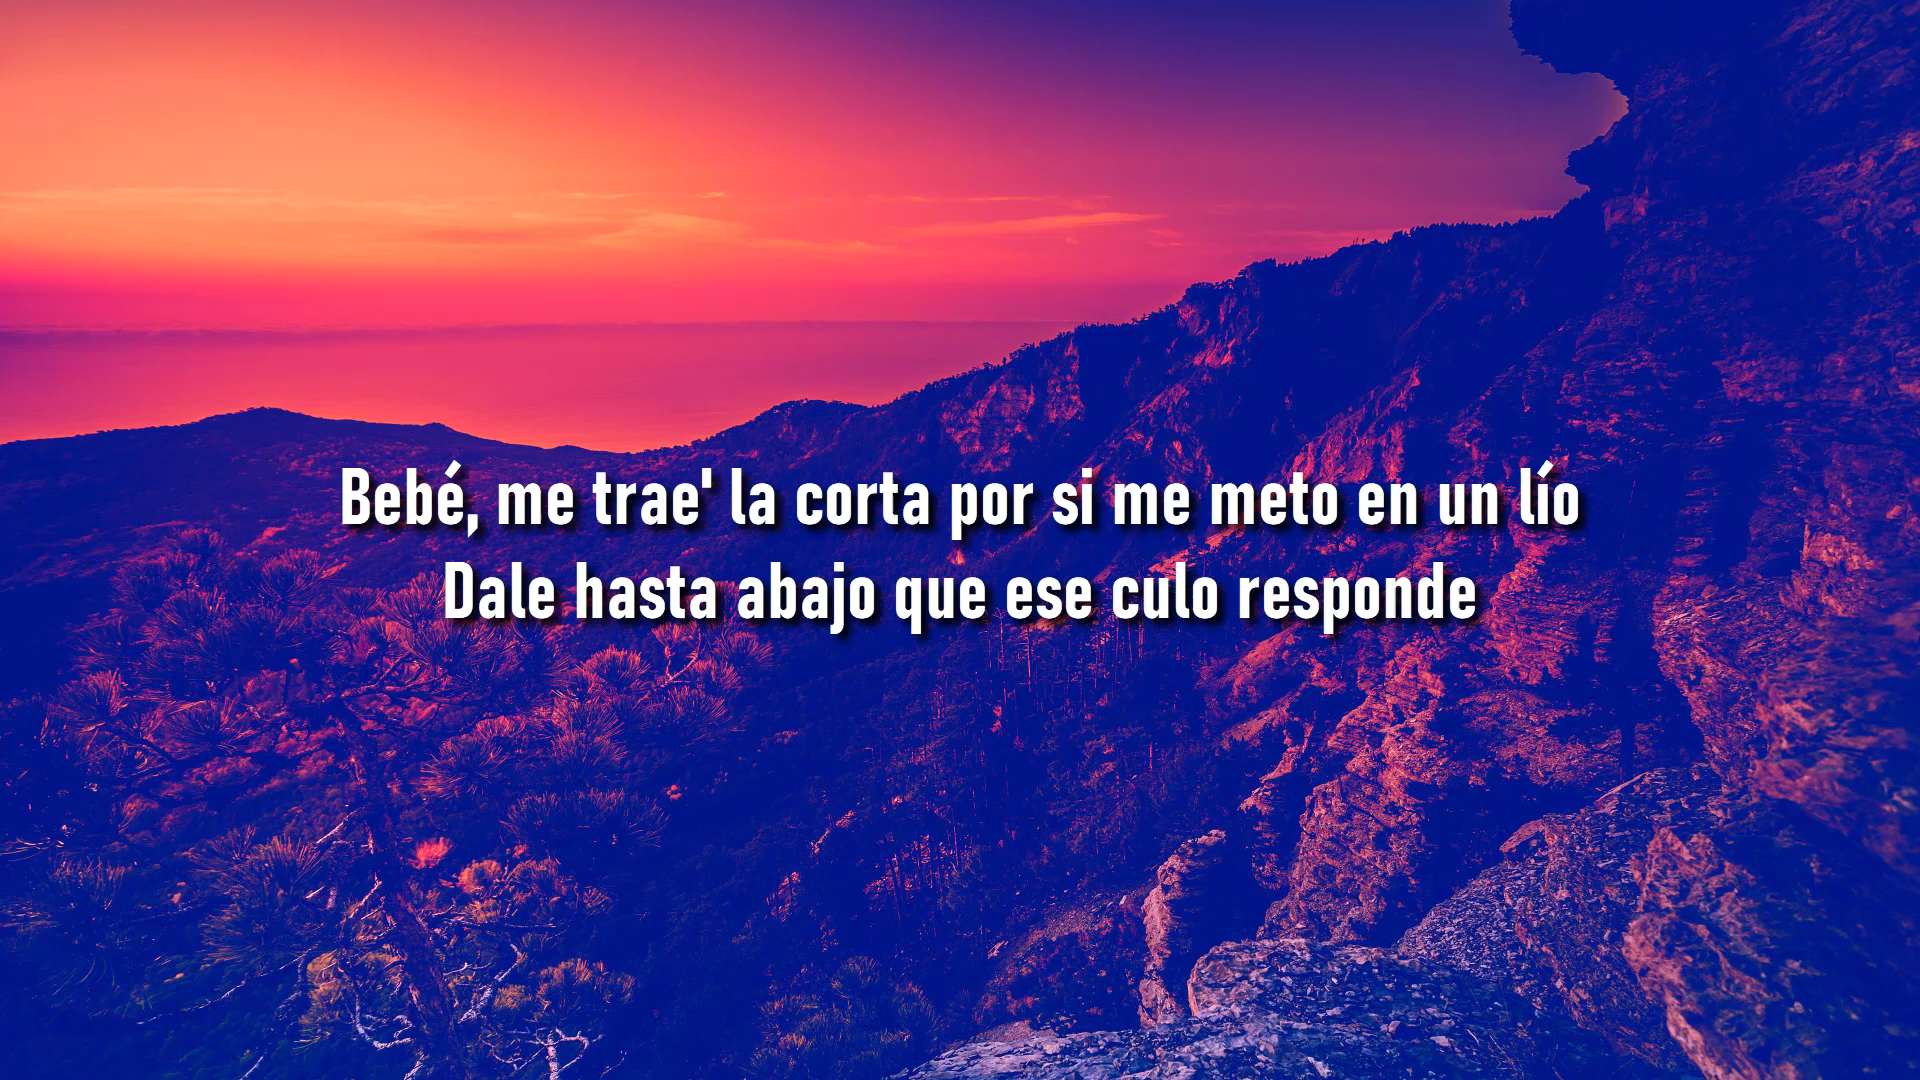 Bebé, me trae' la corta por si me meto en un lío
Dale hasta abajo que ese culo responde